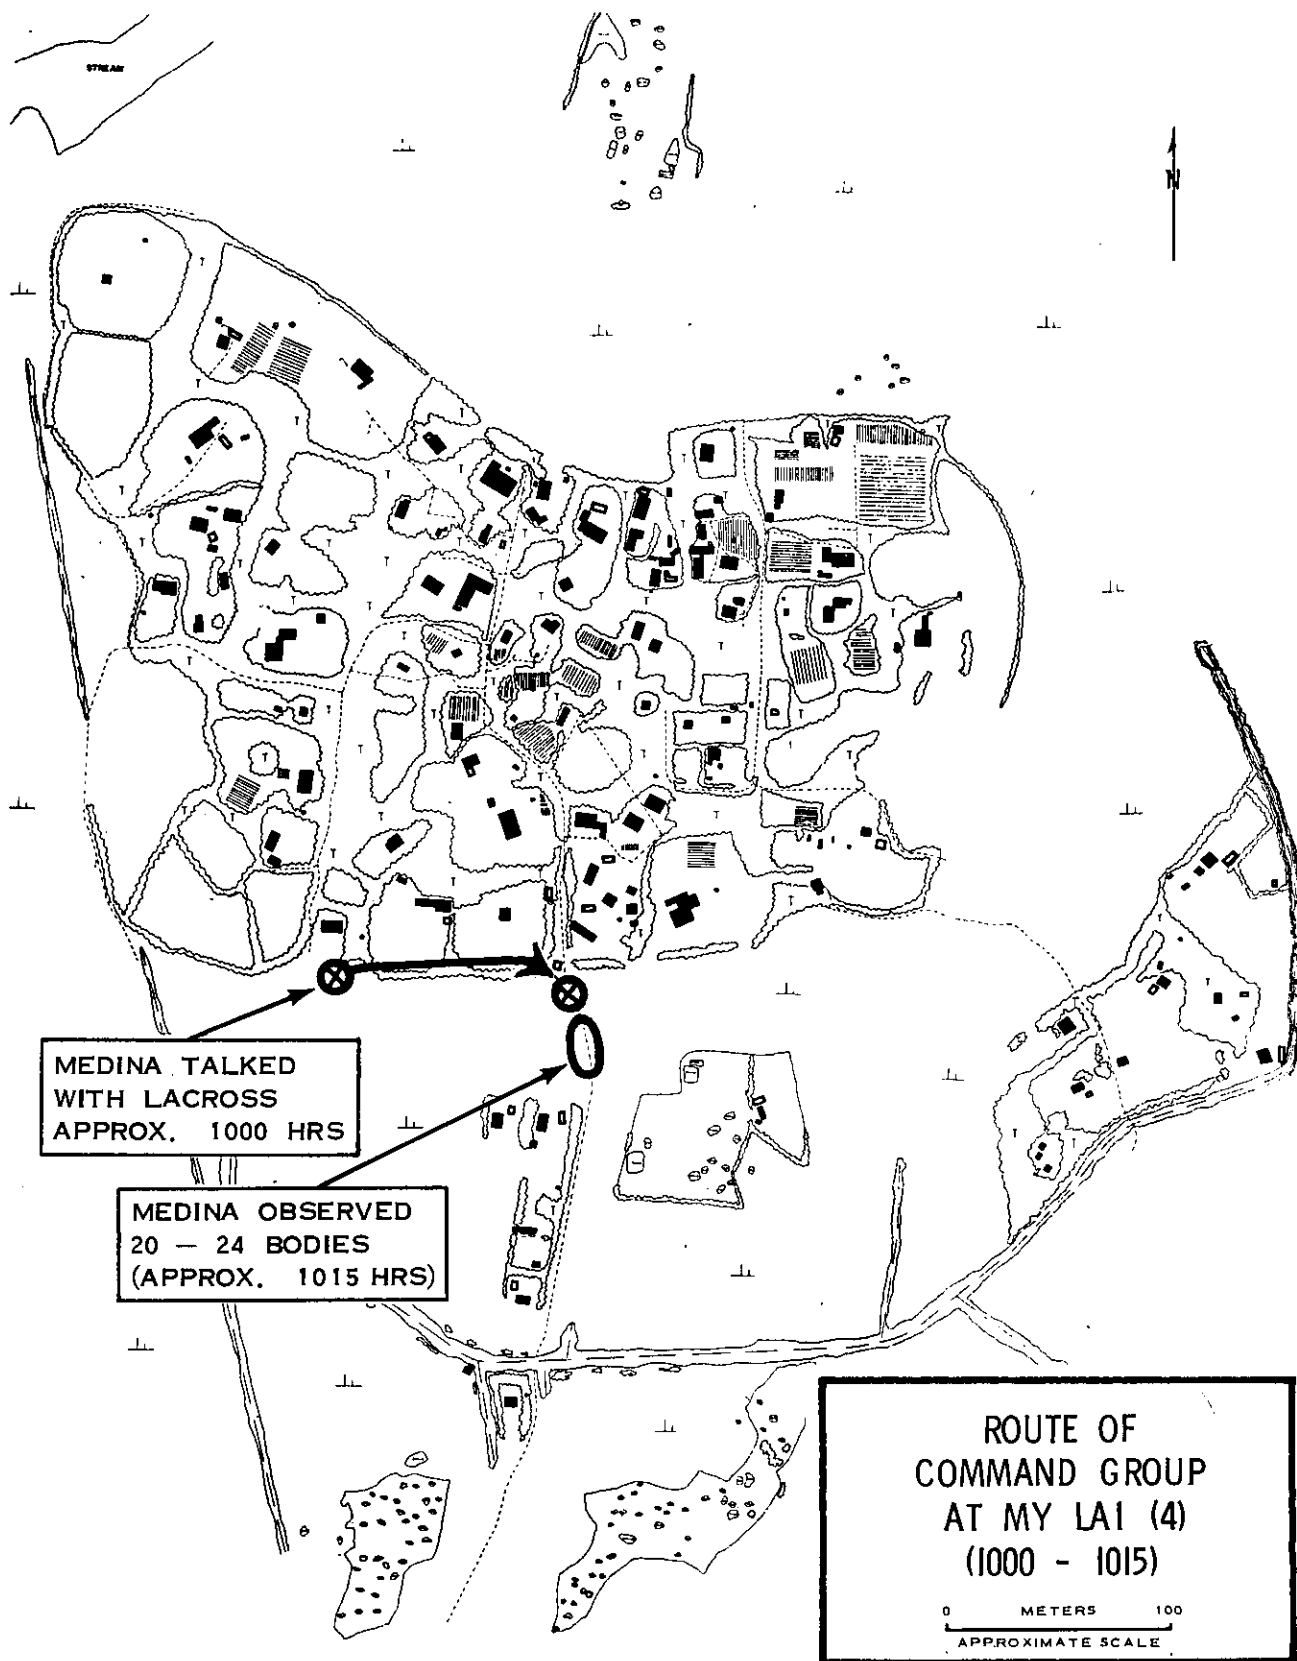 STREAM
N
MEDINA TALKED
WITH LACROSS
APPROX. 1000 HRS
MEDINA OBSERVED
20 — 24 BODIES
(APPROX. 1015 HRS)
ROUTE OF
COMMAND GROUP
AT MY LAI (4)
(1000 - 1015)
0 METERS 100
APPROXIMATE SCALE